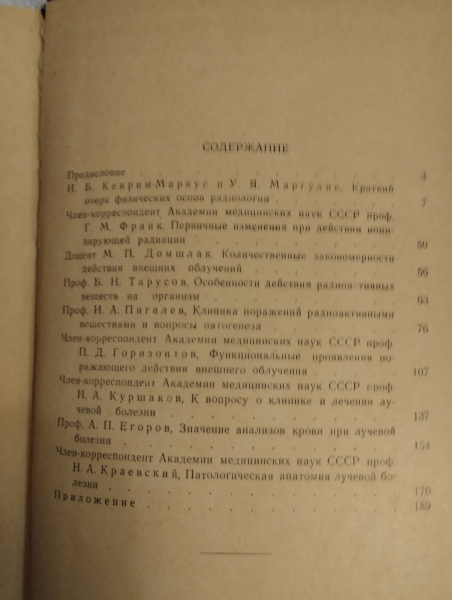 СОДЕРЖАНИЕ
Предисловие 3
И. Б. Кеирим-Маркус и У. Я. Маргулис, Краткий
очерк физических основ радиологии 7
Член-корреспондент Академии медицинских наук СССР проф.
Г. М. Франк, Первичные изменения при действии иони-
зирующей радиации 50
Доцент М. П. Домшлак, Количественные закономерности
действия внешних облучений 56
Проф. Б. Н. Тарусов, Особенности действия радиоактивных
веществ на организм 63
Проф. И. А. Пигалев, Клиника поражений радиоактивными
веществами и вопросы патогенеза 76
Член-корреспондент Академии медицинских наук СССР проф
П. Д. Горизонтов, Функциональные проявления по-
ражающего действия внешнего облучения 107
Член-корреспондент Академии медицинских наук СССР проф
Н. А. Куршаков, К вопросу о клинике и лечении лу-
чевой болезни 137
Проф. А. П. Егоров, Значение анализов крови при лучевой
болезни 154
Член-корреспондент Академии медицинских наук СССР проф
Н. А. Краевский, Патологическая анатомия лучевой бо-
лезни 170
Приложение 189